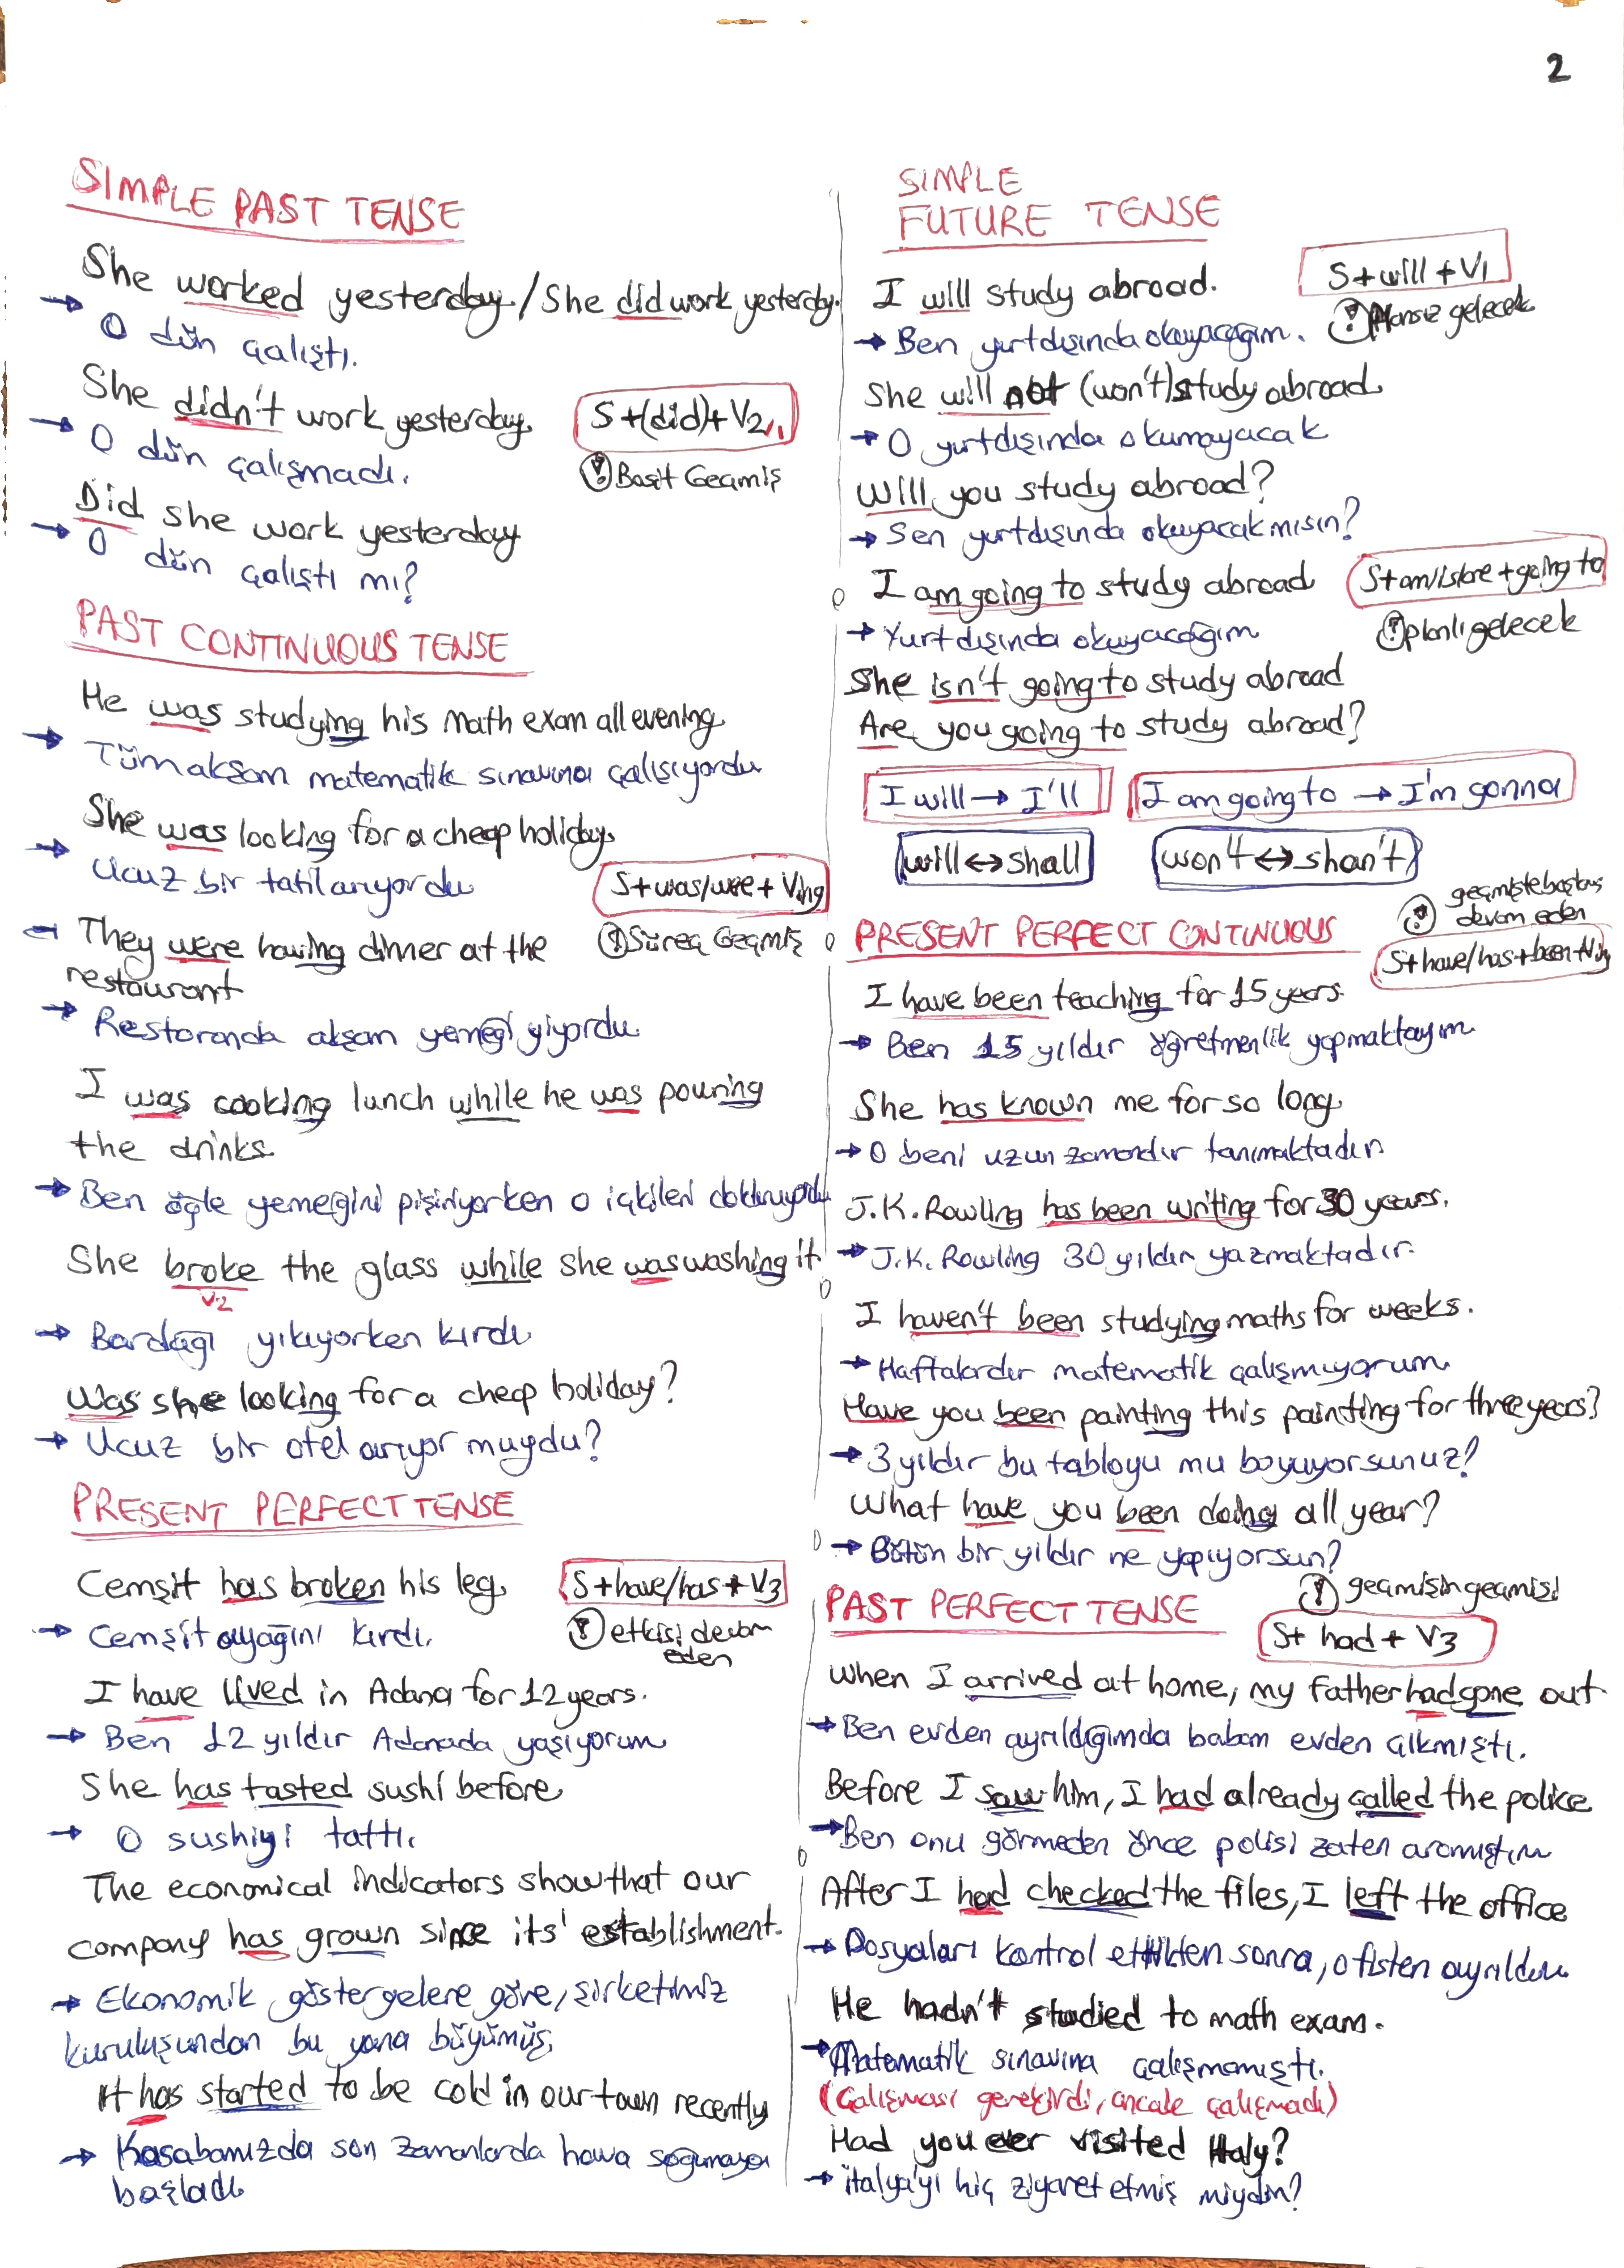 2
SIMPLE PAST TENSE
She worked yesterday/She did work yesterday.
→ O dün çalıştı.
She didn't work yesterday.
→ O dün çalışmadı.
S+(did)+V2,1
! Basit Geçmiş
Did she work yesterday
→ O dün çalıştı mı?
PAST CONTINUOUS TENSE
He was studying his math exam all evening
→ Tüm akşam matematik sınavına çalışıyordu
She was looking for a cheap holiday.
→ Ucuz bir tatil arıyordu
S+was/were+Ving
! Süreç Geçmiş
→ They were having dinner at the
restaurant
→ Restoranda akşam yemeği yiyordu.
I was cooking lunch while he was pouring
the drinks.
→ Ben öğle yemeğini pişiriyorken o içkileri
She broke the glass while she was washing it
V2
→ Bardağı yıkıyorken kırdı.
Was she looking for a cheap holiday?
→ Ucuz bir otel arıyor muydu?
PRESENT PERFECT TENSE
Cemşit has broken his leg.
→ Cemşit ayağını kırdı.
S+have/has+V3
! etkisi devam
eden
I have lived in Adana for 12 years.
→ Ben 12 yıldır Adanada yaşıyorum
She has tasted sushi before.
→ O sushiyi tattı.
The economical indicators show that our
company has grown since its' establishment.
→ Ekonomik göstergelere göre, şirketimiz
kuruluşundan bu yana büyümüş.
It has started to be cold in our town recently
→ Kasabamızda son zamanlarda hava soğumaya
başladı.
SIMPLE
FUTURE TENSE
S+will+V1
! Plansız gelecek
I will study abroad.
→ Ben yurtdışında okuyacağım.
She will not (won't) study abroad.
→ O yurtdışında okumayacak
Will you study abroad?
→ Sen yurtdışında okuyacakmısın?
I am going to study abroad
S+am/is/are+going to
! planlı gelecek
→ Yurtdışında okuyacağım
She isn't going to study abroad
Are you going to study abroad?
I will → I'll
I am going to → I'm gonna
will↔shall
won't↔shan't
PRESENT PERFECT CONTINUOUS
! geçmişte
devam eden
S+have/has+been+Ving
I have been teaching for 15 years.
→ Ben 15 yıldır öğretmenlik yapmaktayım
She has known me for so long.
→ O beni uzun zamandır tanımaktadır.
J.K. Rowling has been writing for 30 years.
→ J.K. Rowling 30 yıldır yazmaktadır.
I haven't been studying maths for weeks.
→ Haftalardır matematik çalışmıyorum.
Have you been painting this painting for three years?
→ 3 yıldır bu tabloyu mu boyuyorsunuz?
What have you been doing all year?
→ Bütün bir yıldır ne yapıyorsun?
PAST PERFECT TENSE
! geçmişin geçmişi
S+ had + V3
When I arrived at home, my father had gone out
→ Ben evden ayrıldığımda babam evden çıkmıştı.
Before I saw him, I had already called the police
→ Ben onu görmeden önce polisi zaten aramıştım
After I had checked the files, I left the office
→ Dosyaları kontrol ettikten sonra, ofisten ayrıldım
He hadn't studied to math exam.
→ Matematik sınavına çalışmamıştı.
(Çalışması gerekirdi, ancak çalışmadı)
Had you ever visited Italy?
→ İtalya'yı hiç ziyaret etmiş miydin?